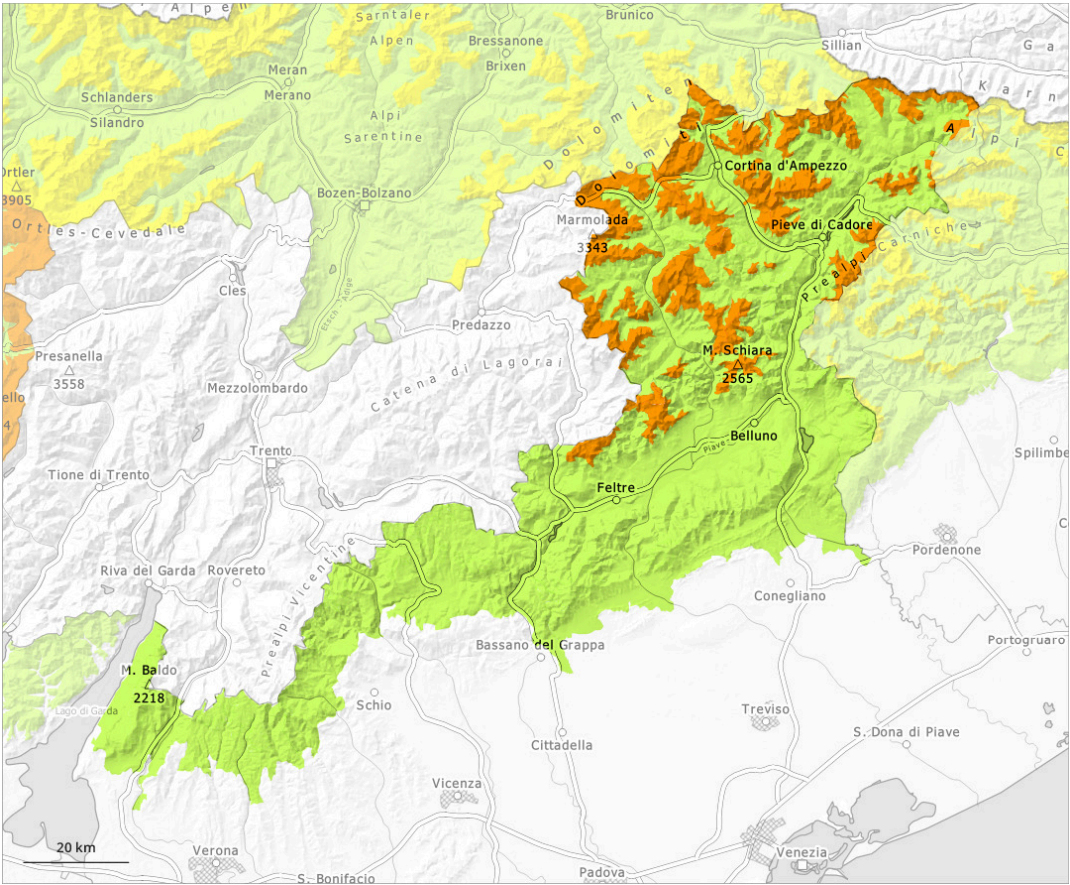 Alpen
Sarntaler
Alpen
Brunico
Bressanone
Brixen
Sillian
Ga
Karn
Meran
Merano
Schlanders
Silandro
Alpi
Sarentine
Dolomiten
Dolomiti
Alpi C
Ortler
3905
Cortina d'Ampezzo
Bozen-Bolzano
Ortles-Cevedale
Marmolada
3343
Pieve di Cadore
Prealpi Carniche
Cles
Etsch - Adige
Predazzo
Presanella
3558
M. Schiara
2565
Catena di Lagorai
Mezzolombardo
ello
4
Belluno
Piave
Trento
Spilimbe
Tione di Trento
Feltre
C
Pordenone
Prealpi Vicentine
Riva del Garda
Rovereto
Conegliano
Bassano del Grappa
Portogruaro
M. Baldo
2218
Lago di Garda
Schio
Treviso
S. Dona di Piave
Cittadella
Vicenza
20 km
Verona
Venezia
S. Bonifacio
Padova